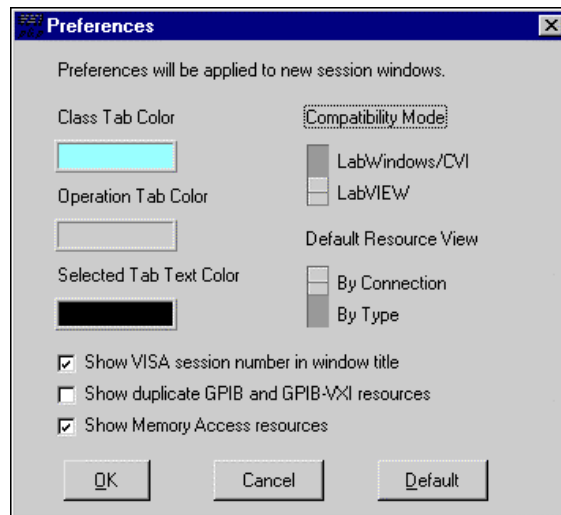 Preferences
Preferences will be applied to new session windows.
Class Tab Color
Compatibility Mode
LabWindows/CVI
LabVIEW
Operation Tab Color
Default Resource View
Selected Tab Text Color
By Connection
By Type
Show VISA session number in window title
Show duplicate GPIB and GPIB-VXI resources
Show Memory Access resources
OK Cancel Default